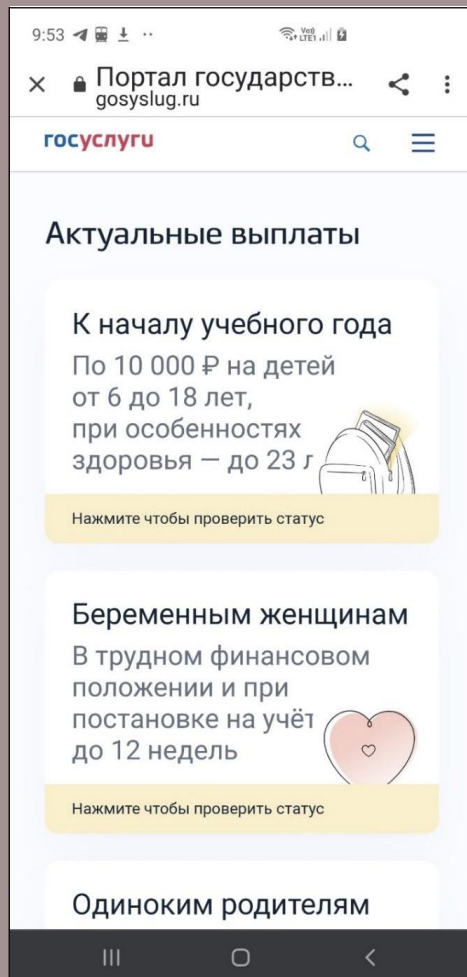 9:53
Vo))
LTE1
Портал государств...
gosyslug.ru
госуслуги
Актуальные выплаты
К началу учебного года
По 10 000 ₽ на детей
от 6 до 18 лет,
при особенностях
здоровья — до 23 л
Нажмите чтобы проверить статус
Беременным женщинам
В трудном финансовом
положении и при
постановке на учёт
до 12 недель
Нажмите чтобы проверить статус
Одиноким родителям